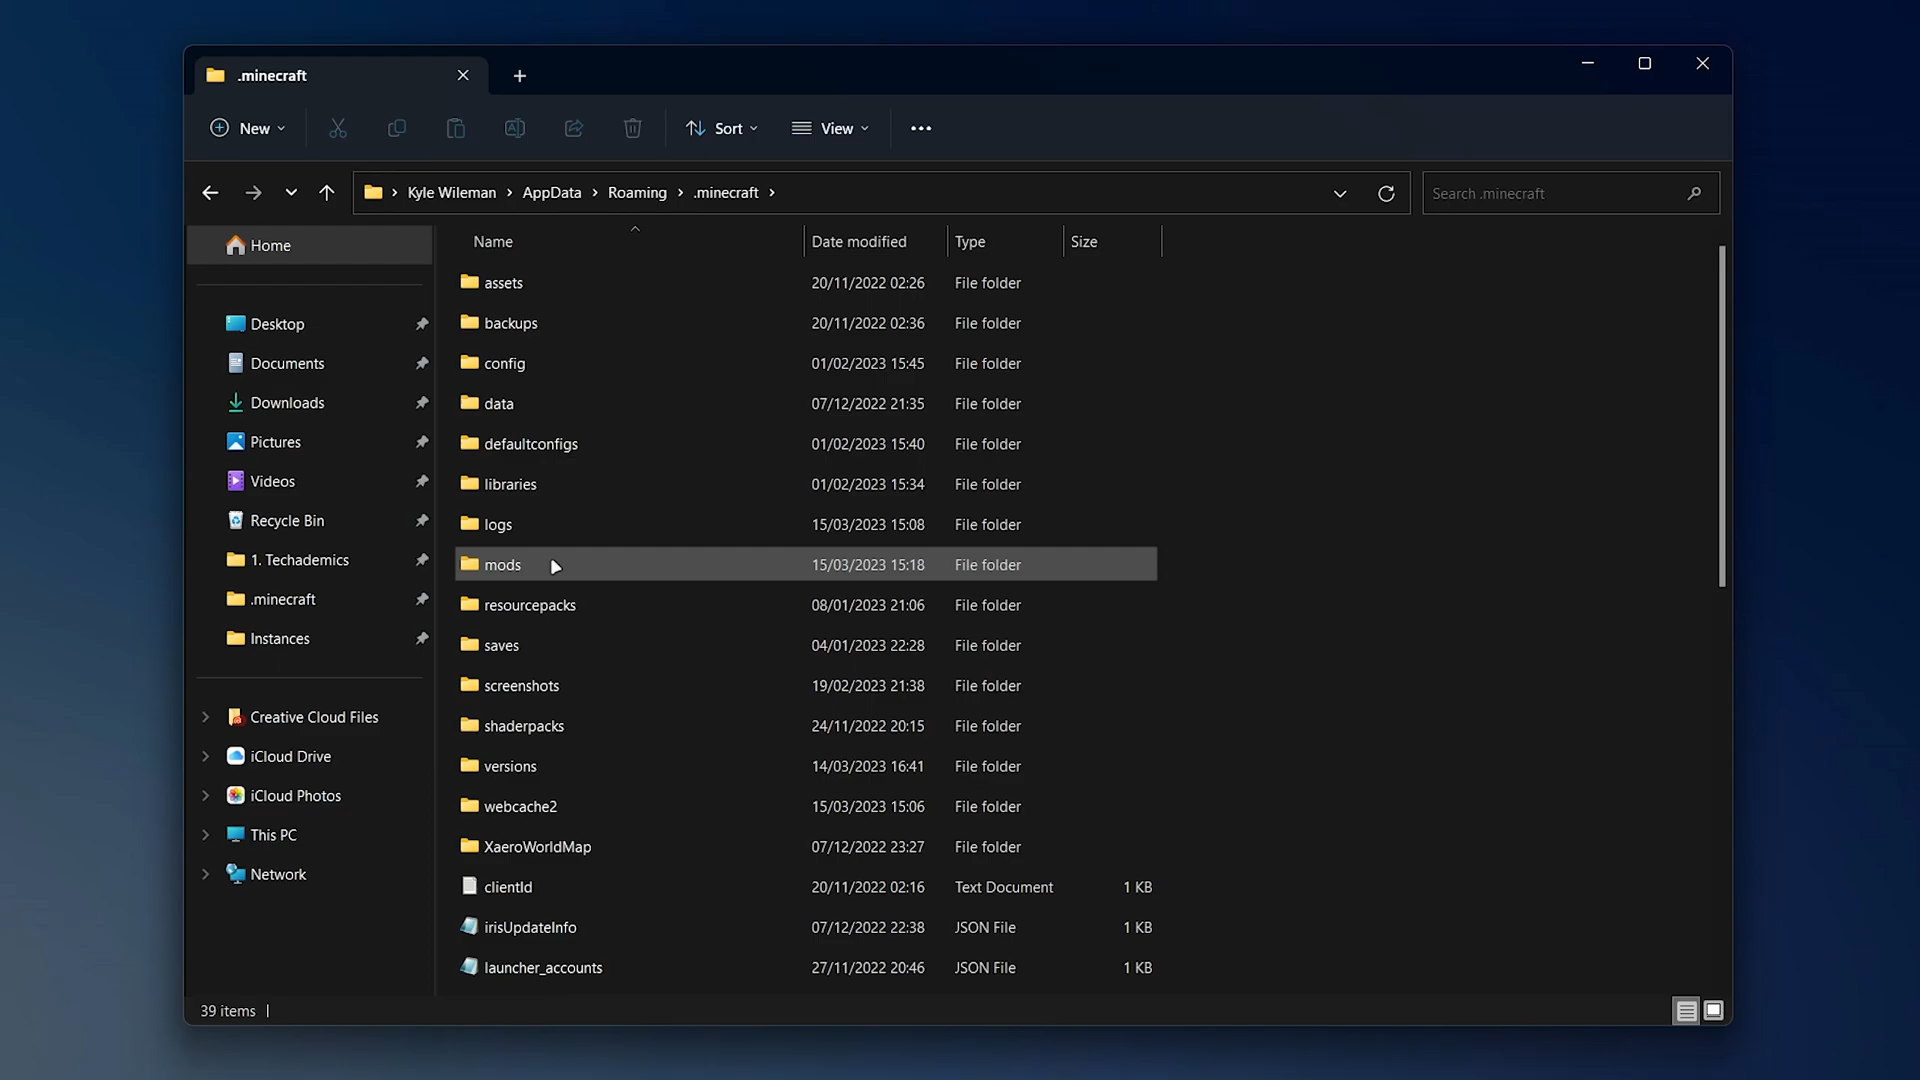 .minecraft
New
Sort
View
Kyle Wileman
AppData
Roaming
.minecraft
Search .minecraft
Home
Desktop
Documents
Downloads
Pictures
Videos
Recycle Bin
1. Techademics
.minecraft
Instances
Creative Cloud Files
iCloud Drive
iCloud Photos
This PC
Network
Name Date modified Type Size
assets 20/11/2022 02:26 File folder
backups 20/11/2022 02:36 File folder
config 01/02/2023 15:45 File folder
data 07/12/2022 21:35 File folder
defaultconfigs 01/02/2023 15:40 File folder
libraries 01/02/2023 15:34 File folder
logs 15/03/2023 15:08 File folder
mods 15/03/2023 15:18 File folder
resourcepacks 08/01/2023 21:06 File folder
saves 04/01/2023 22:28 File folder
screenshots 19/02/2023 21:38 File folder
shaderpacks 24/11/2022 20:15 File folder
versions 14/03/2023 16:41 File folder
webcache2 15/03/2023 15:06 File folder
XaeroWorldMap 07/12/2022 23:27 File folder
clientId 20/11/2022 02:16 Text Document 1 KB
irisUpdateInfo 07/12/2022 22:38 JSON File 1 KB
launcher_accounts 27/11/2022 20:46 JSON File 1 KB
39 items